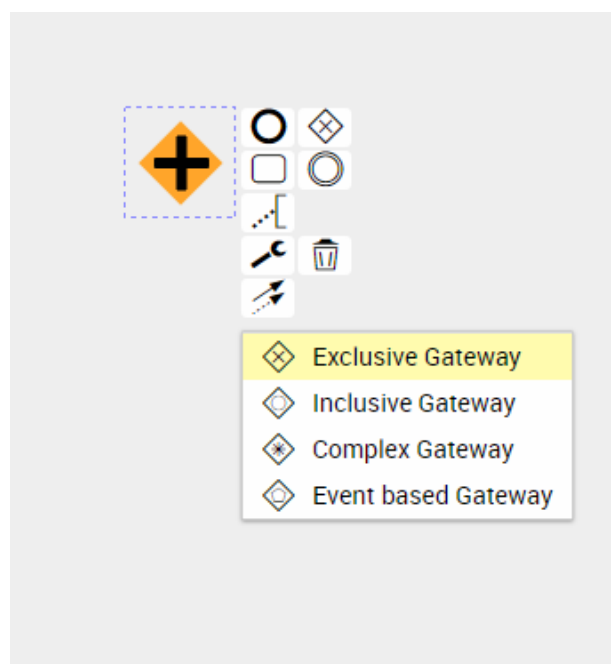 Exclusive Gateway
Inclusive Gateway
Complex Gateway
Event based Gateway